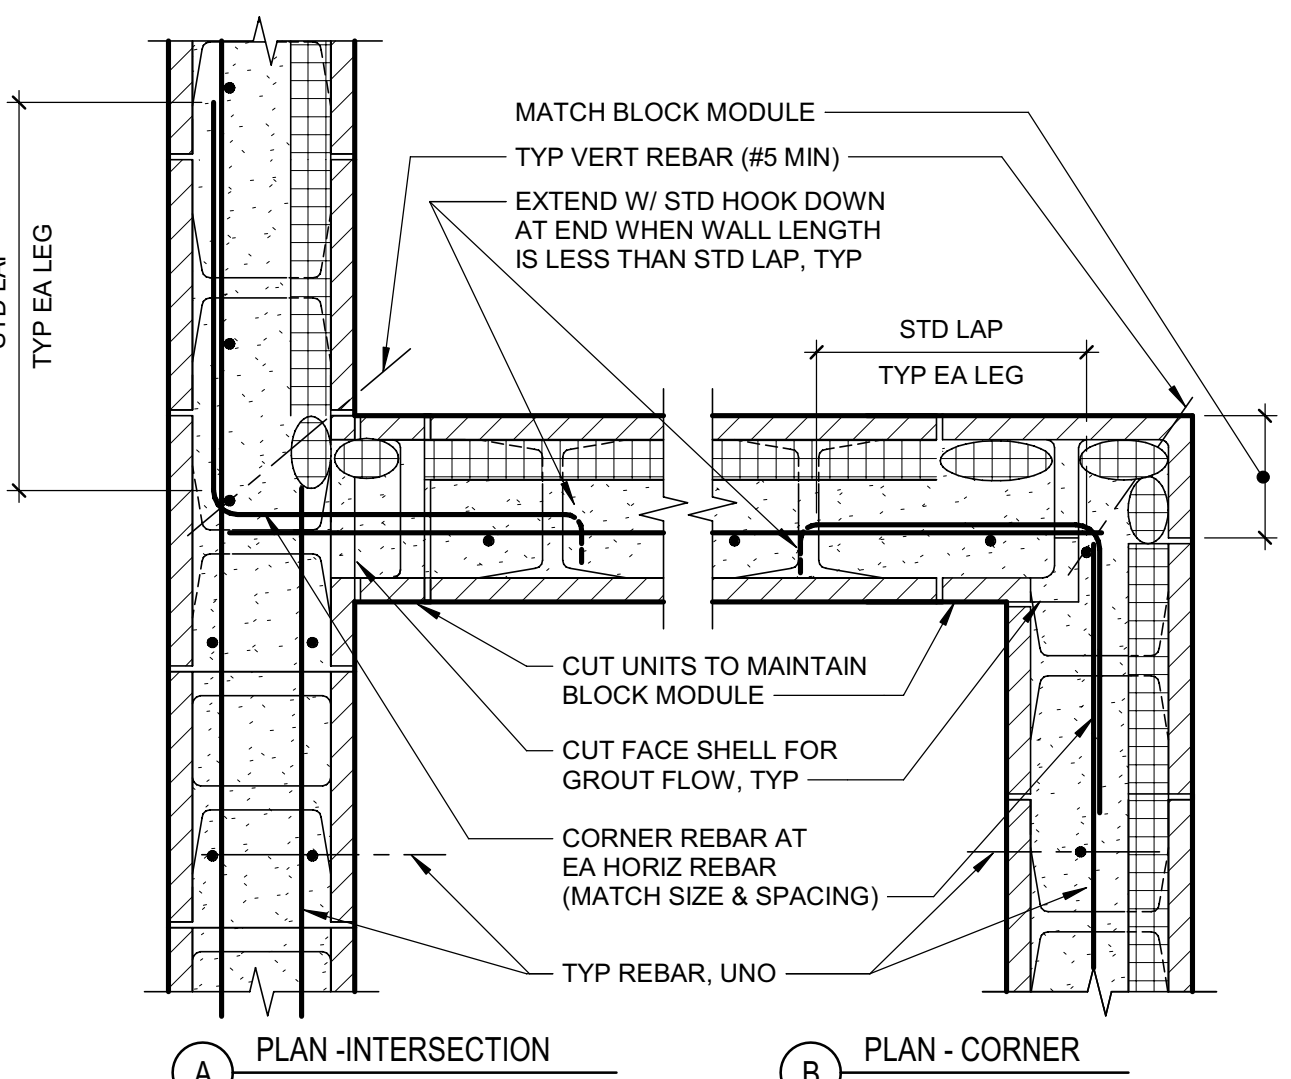 MATCH BLOCK MODULE
TYP VERT REBAR (#5 MIN)
EXTEND W/ STD HOOK DOWN
AT END WHEN WALL LENGTH
IS LESS THAN STD LAP, TYP
TYP EA LEG
STD LAP
TYP EA LEG
CUT UNITS TO MAINTAIN
BLOCK MODULE
CUT FACE SHELL FOR
GROUT FLOW, TYP
CORNER REBAR AT
EA HORIZ REBAR
(MATCH SIZE & SPACING)
TYP REBAR, UNO
A PLAN -INTERSECTION
B PLAN - CORNER